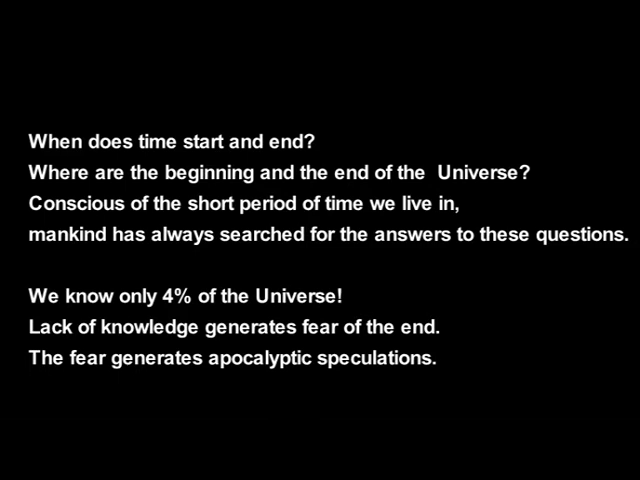 When does time start and end?
Where are the beginning and the end of the  Universe?
Conscious of the short period of time we live in,
mankind has always searched for the answers to these questions.
We know only 4% of the Universe!
Lack of knowledge generates fear of the end.
The fear generates apocalyptic speculations.